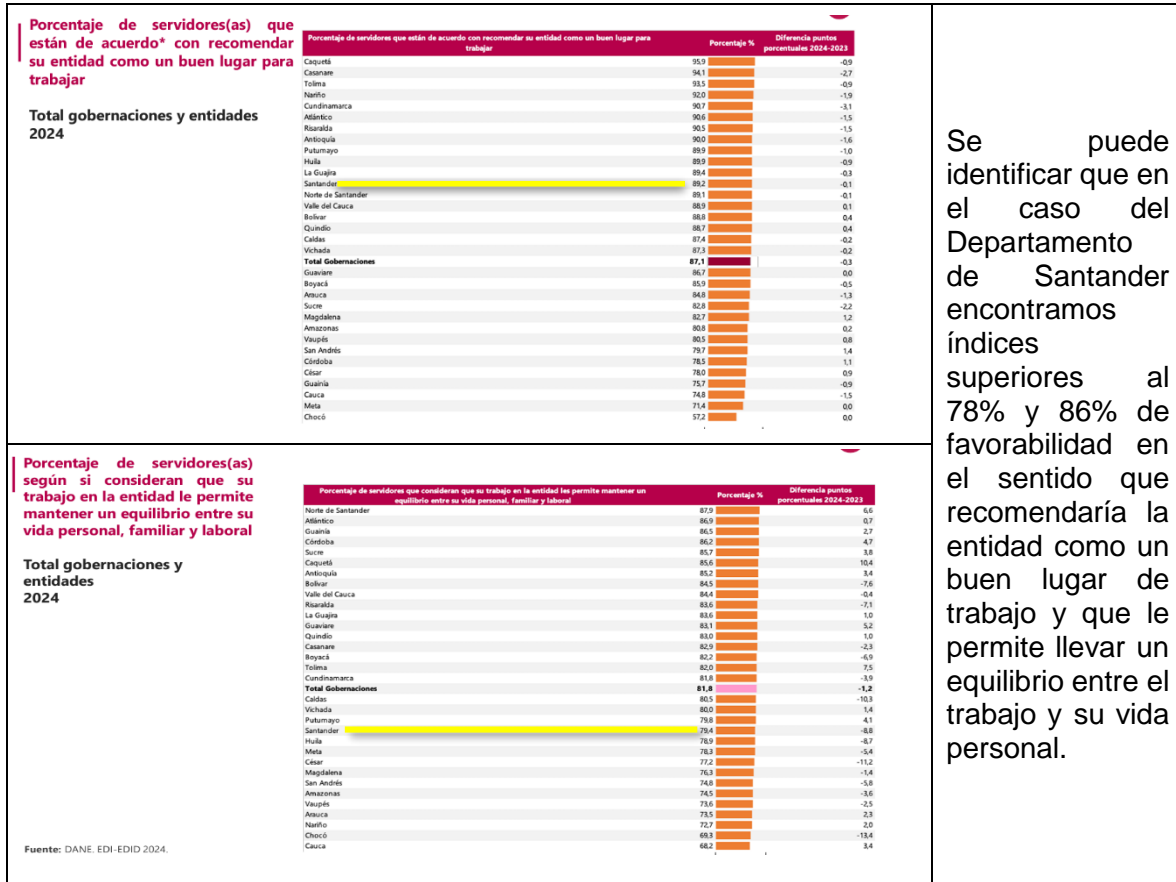 Porcentaje de servidores(as) que
están de acuerdo* con recomendar
su entidad como un buen lugar para
trabajar
Total gobernaciones y entidades
2024
Porcentaje de servidores que están de acuerdo con recomendar su entidad como un buen lugar para
trabajar
Porcentaje %
Diferencia puntos
porcentuales 2024-2023
Caquetá 95,9 -0,9
Casanare 94,1 -2,7
Tolima 93,5 -0,9
Nariño 92,0 -1,9
Cundinamarca 90,7 -3,1
Atlántico 90,6 -1,5
Risaralda 90,5 -1,5
Antioquía 90,0 -1,6
Putumayo 89,9 -1,0
Huila 89,9 -0,9
La Guajira 89,4 -0,3
Santander 89,2 -0,1
Norte de Santander 89,1 -0,1
Valle del Cauca 88,9 0,1
Bolivar 88,8 0,4
Quindío 88,7 0,4
Caldas 87,4 -0,2
Vichada 87,3 -0,2
Total Gobernaciones 87,1 -0,3
Guaviare 86,7 0,0
Boyacá 85,9 -0,5
Arauca 84,8 -1,3
Sucre 82,8 -2,2
Magdalena 82,7 1,2
Amazonas 80,8 0,2
Vaupés 80,5 0,8
San Andrés 79,7 1,4
Córdoba 78,5 1,1
César 78,0 0,9
Guainía 75,7 -0,9
Cauca 74,8 -1,5
Meta 71,4 0,0
Chocó 57,2 0,0
Porcentaje de servidores(as)
según si consideran que su
trabajo en la entidad le permite
mantener un equilibrio entre su
vida personal, familiar y laboral
Total gobernaciones y
entidades
2024
Porcentaje de servidores que consideran que su trabajo en la entidad les permite mantener un
equilibrio entre su vida personal, familiar y laboral
Porcentaje %
Diferencia puntos
porcentuales 2024-2023
Norte de Santander 87,9 6,6
Atlántico 86,9 0,7
Guainía 86,5 2,7
Córdoba 86,2 4,7
Sucre 85,7 3,8
Caquetá 85,6 10,4
Antioquía 85,2 3,4
Bolivar 84,5 -7,6
Valle del Cauca 84,4 -0,4
Risaralda 83,6 -7,1
La Guajira 83,6 1,0
Guaviare 83,1 5,2
Quindío 83,0 1,0
Casanare 82,9 -2,3
Boyacá 82,2 -6,9
Tolima 82,0 7,5
Cundinamarca 81,8 -3,9
Total Gobernaciones 81,8 -1,2
Caldas 80,5 -10,3
Vichada 80,0 1,4
Putumayo 79,8 4,1
Santander 79,4 -8,8
Huila 78,9 -8,7
Meta 78,3 -5,4
César 77,2 -11,2
Magdalena 76,3 -1,4
San Andrés 74,8 -5,8
Amazonas 74,5 -3,6
Vaupés 73,6 -2,5
Arauca 73,5 2,3
Nariño 72,7 2,0
Chocó 69,3 -13,4
Cauca 68,2 3,4
Fuente: DANE. EDI-EDID 2024.
Se puede
identificar que en
el caso del
Departamento
de Santander
encontramos
índices
superiores al
78% y 86% de
favorabilidad en
el sentido que
recomendaría la
entidad como un
buen lugar de
trabajo y que le
permite llevar un
equilibrio entre el
trabajo y su vida
personal.